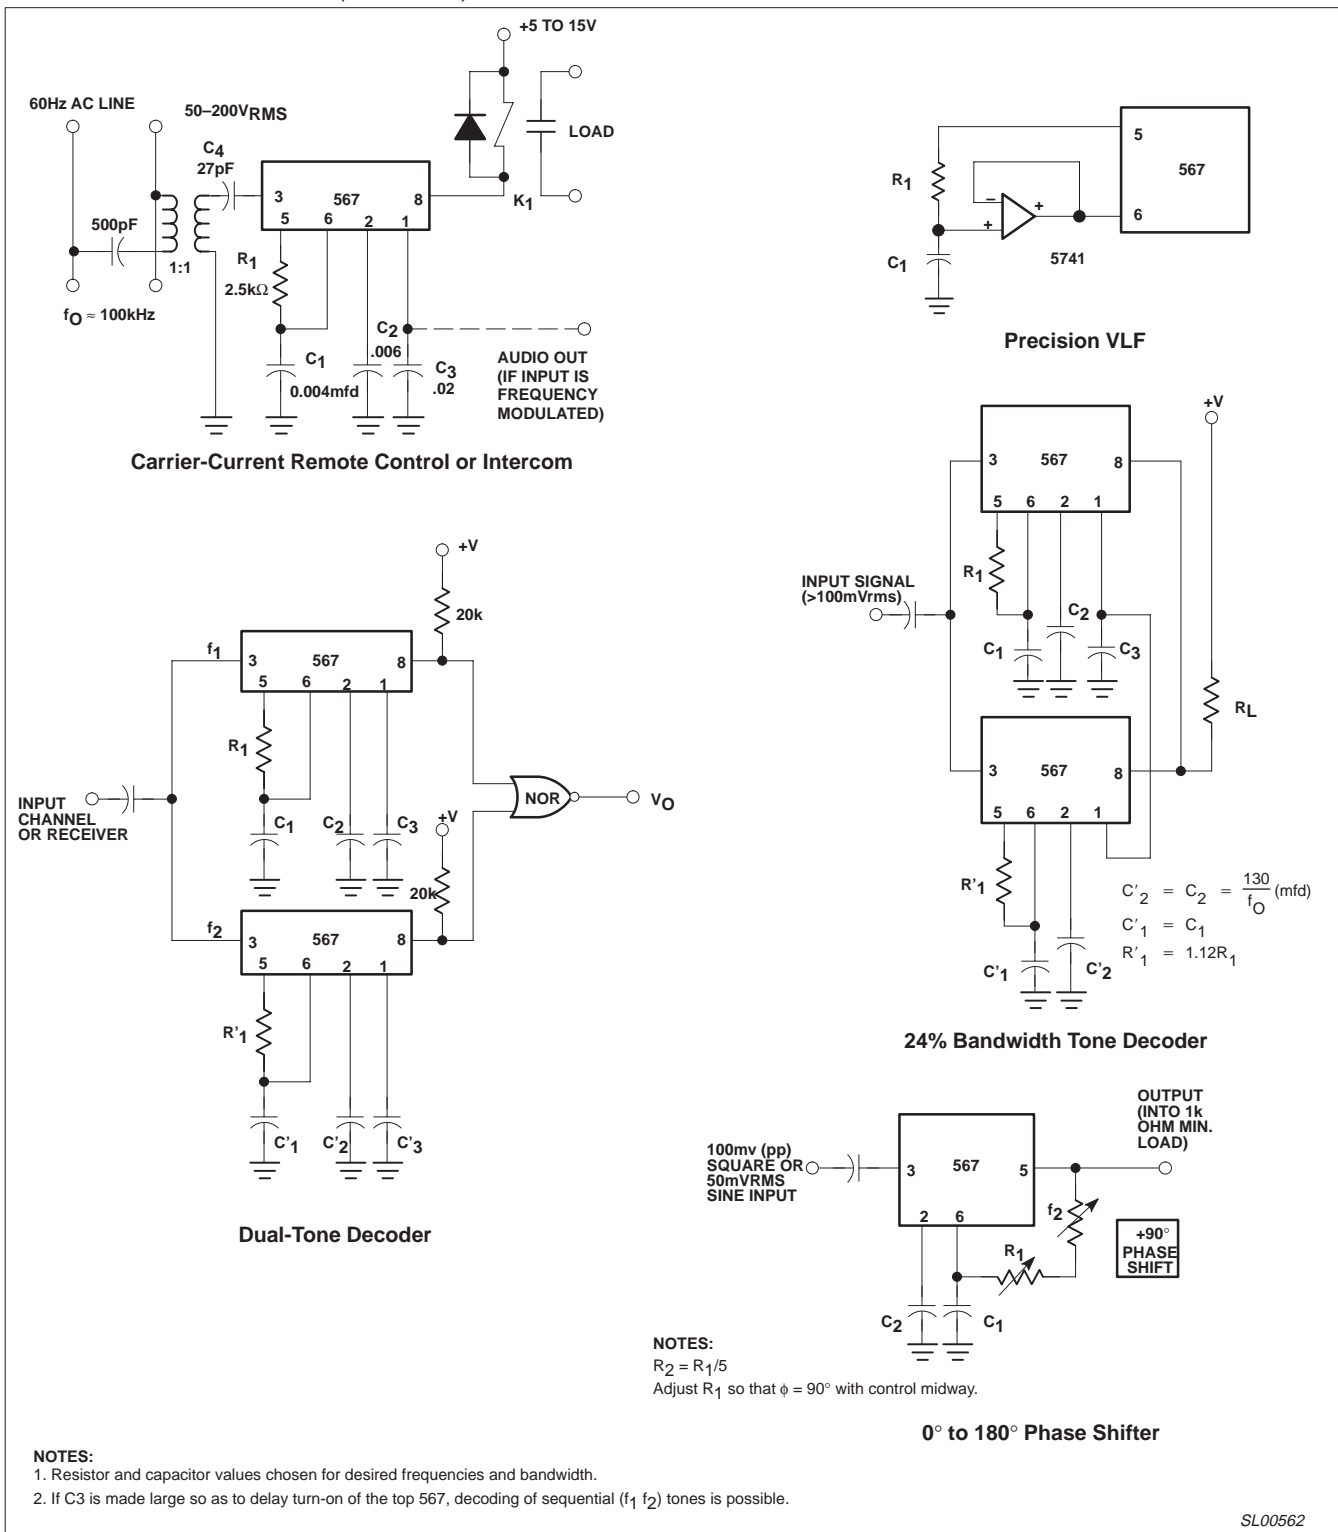 +5 TO 15V
60Hz AC LINE
50–200VRMS
C4
27pF
LOAD
3
567
8
K1
5
6
2
1
500pF
1:1
R1
2.5kΩ
fO ≈ 100kHz
C1
0.004mfd
C2
.006
C3
.02
AUDIO OUT
(IF INPUT IS
FREQUENCY
MODULATED)
Carrier-Current Remote Control or Intercom
5
567
6
R1
–
+
+
C1
5741
Precision VLF
+V
20k
f1
3
567
8
5
6
2
1
R1
C1
C2
C3
INPUT
CHANNEL
OR RECEIVER
NOR
VO
+V
20k
f2
3
567
8
5
6
2
1
R'1
C'1
C'2
C'3
Dual-Tone Decoder
+V
3
567
8
5
6
2
1
INPUT SIGNAL
(>100mVrms)
R1
C1
C2
C3
RL
3
567
8
5
6
2
1
R'1
C'1
C'2
C′2 = C2 = 130/fO (mfd)
C′1 = C1
R′1 = 1.12R1
24% Bandwidth Tone Decoder
100mv (pp)
SQUARE OR
50mVRMS
SINE INPUT
3
567
5
2
6
OUTPUT
(INTO 1k
OHM MIN.
LOAD)
f2
R1
+90°
PHASE
SHIFT
C2
C1
NOTES:
R2 = R1/5
Adjust R1 so that ϕ = 90° with control midway.
0° to 180° Phase Shifter
NOTES:
1. Resistor and capacitor values chosen for desired frequencies and bandwidth.
2. If C3 is made large so as to delay turn-on of the top 567, decoding of sequential (f1 f2) tones is possible.
SL00562